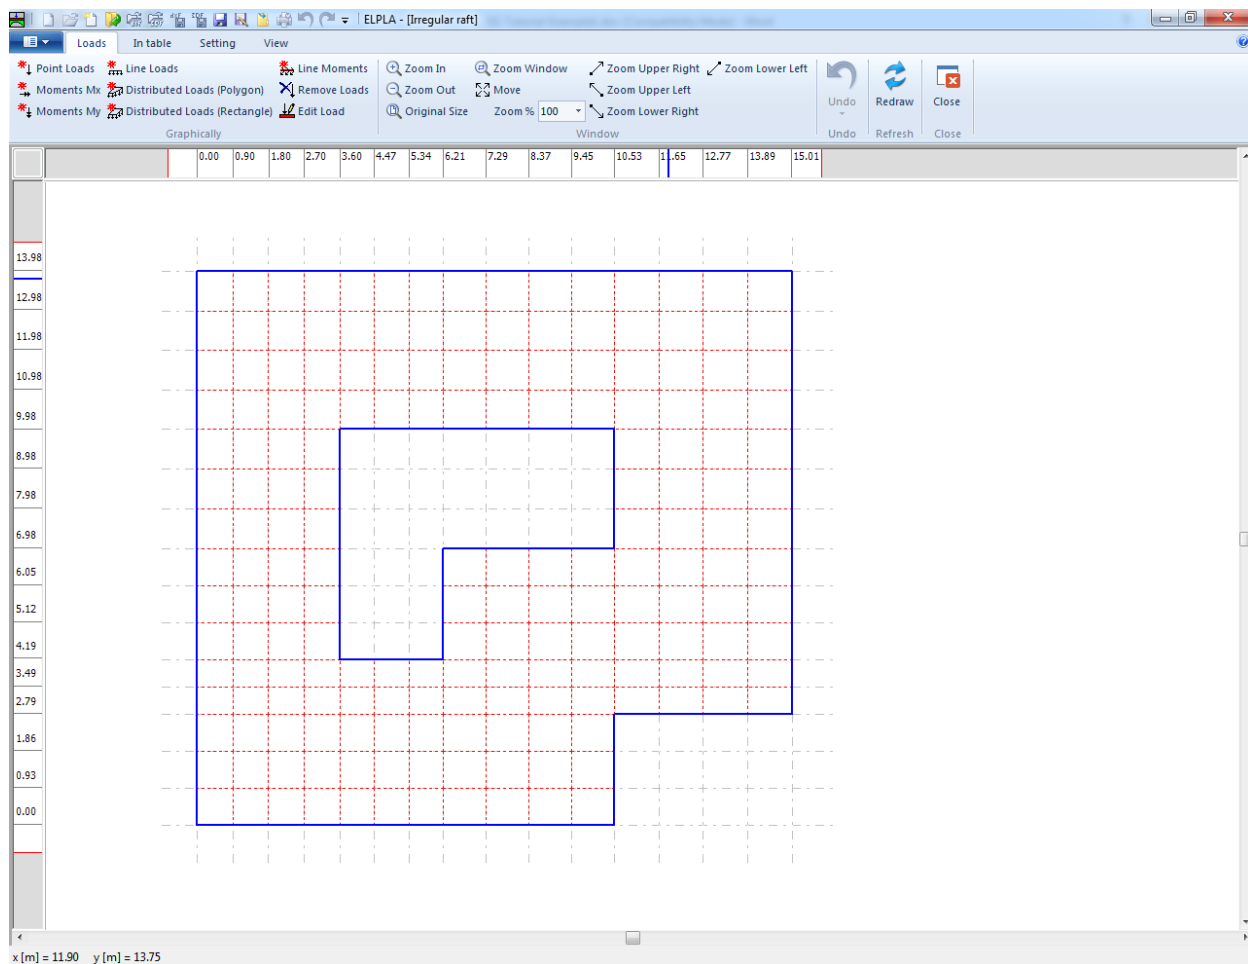 ELPLA - [Irregular raft]
Loads In table Setting View
Point Loads Line Loads Line Moments Zoom In Zoom Window Zoom Upper Right Zoom Lower Left
Moments Mx Distributed Loads (Polygon) Remove Loads Zoom Out Move Zoom Upper Left Undo Redraw Close
Moments My Distributed Loads (Rectangle) Edit Load Original Size Zoom % 100 Zoom Lower Right
Graphically Window Undo Refresh Close
0.00 0.90 1.80 2.70 3.60 4.47 5.34 6.21 7.29 8.37 9.45 10.53 11.65 12.77 13.89 15.01
13.98
12.98
11.98
10.98
9.98
8.98
7.98
6.98
6.05
5.12
4.19
3.49
2.79
1.86
0.93
0.00
x [m] = 11.90 y [m] = 13.75